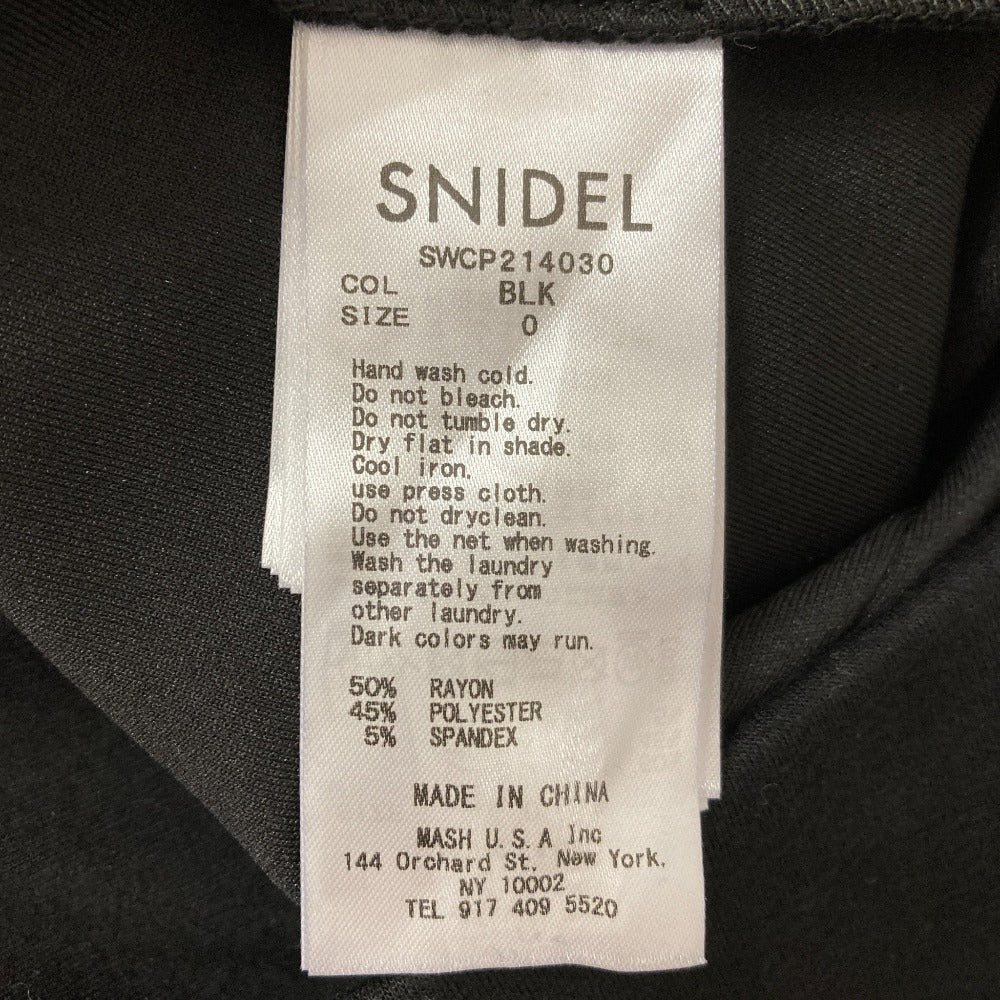 SNIDEL
SWCP214030
COL BLK
SIZE 0
Hand wash cold.
Do not bleach.
Do not tumble dry.
Dry flat in shade.
Cool iron.
use press cloth.
Do not dryclean.
Use the net when washing.
Wash the laundry
separately from
other laundry.
Dark colors may run.
50% RAYON
45% POLYESTER
5% SPANDEX
MADE IN CHINA
MASH U.S.A Inc
144 Orchard St, New York,
NY 10002
TEL 917 409 5520